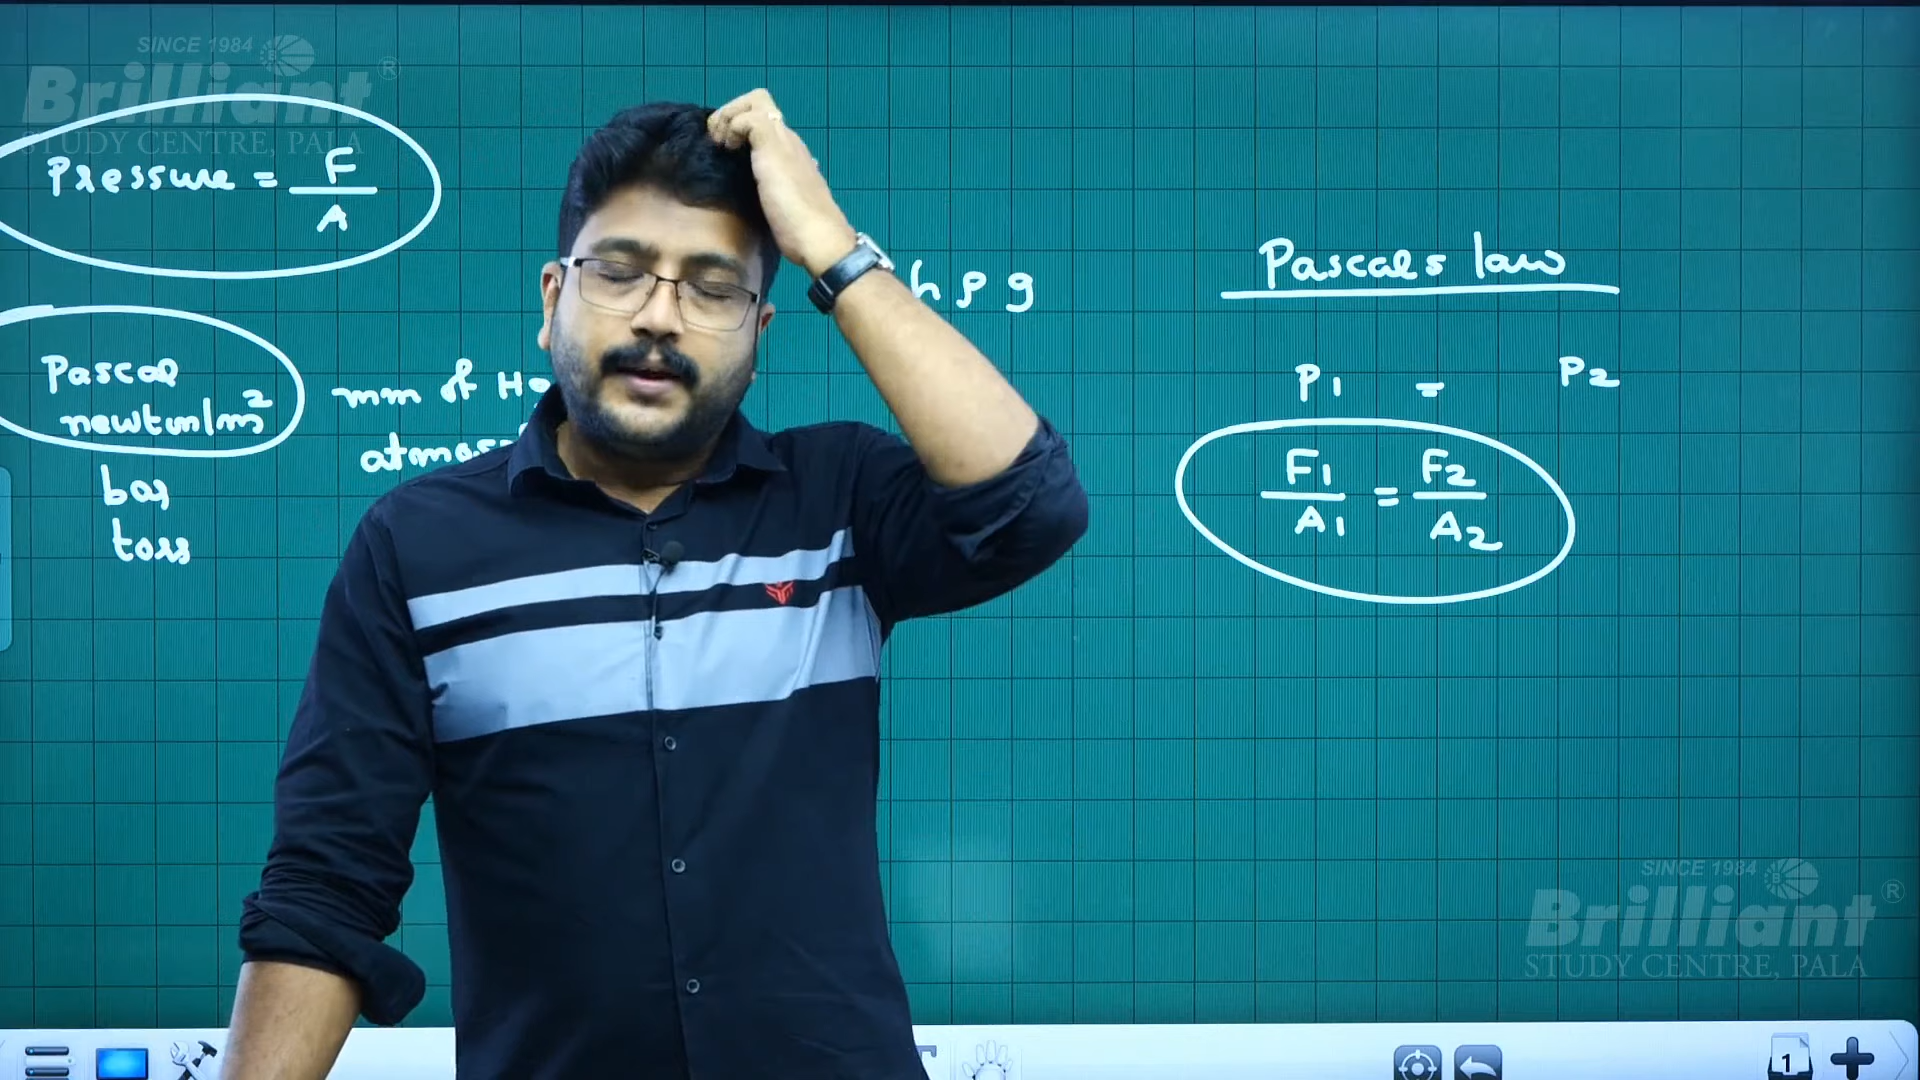 SINCE 1984
Brilliant®
STUDY CENTRE, PALA
Pressure = F
A
h ρ g
Pascals law
Pascal
newton/m²
mm of Hg
bar
torr
P1 = P2
F1 = F2
A1 A2
SINCE 1984
Brilliant®
STUDY CENTRE, PALA
1